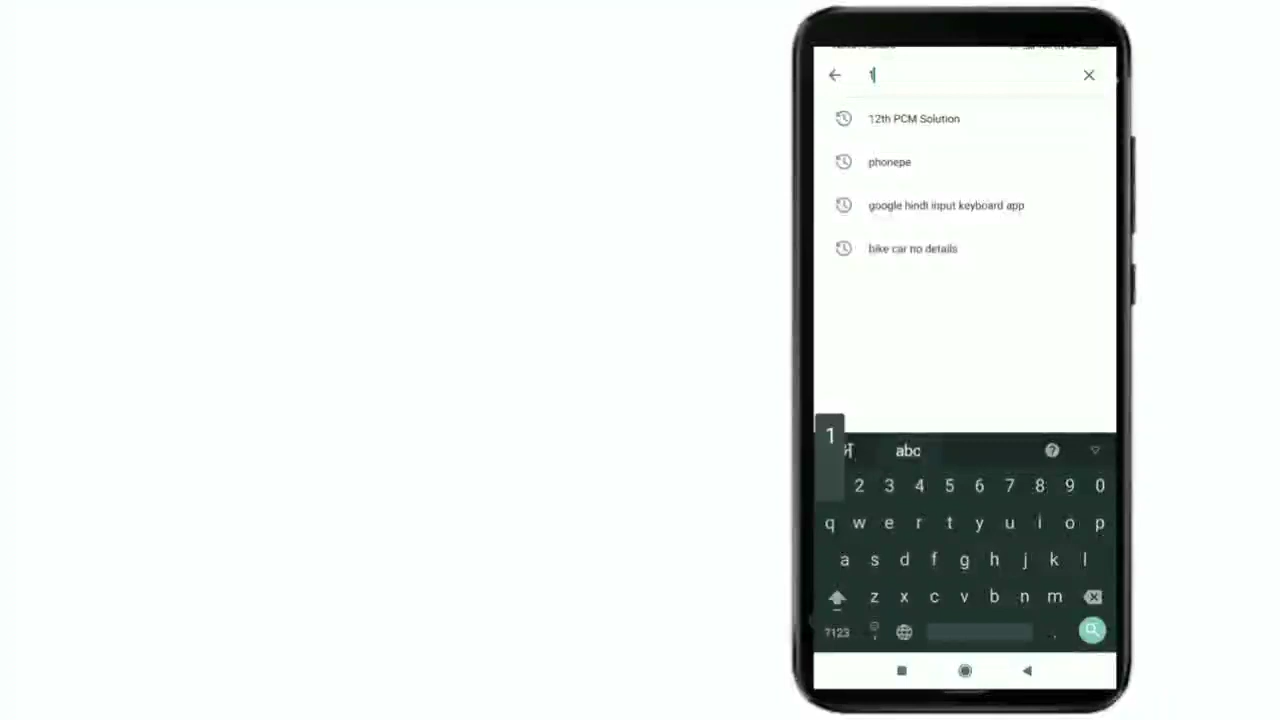 1
12th PCM Solution
phonepe
google hindi input keyboard app
bike car no details
1
अ abc
2 3 4 5 6 7 8 9 0
q w e r t y u i o p
a s d f g h j k l
z x c v b n m
?123 , .